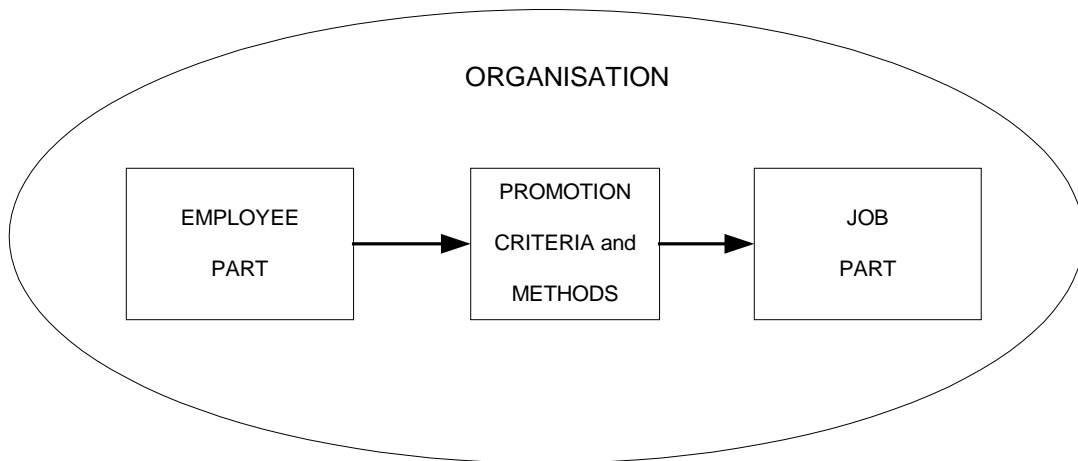 ORGANISATION
EMPLOYEE
PART
PROMOTION
CRITERIA and
METHODS
JOB
PART